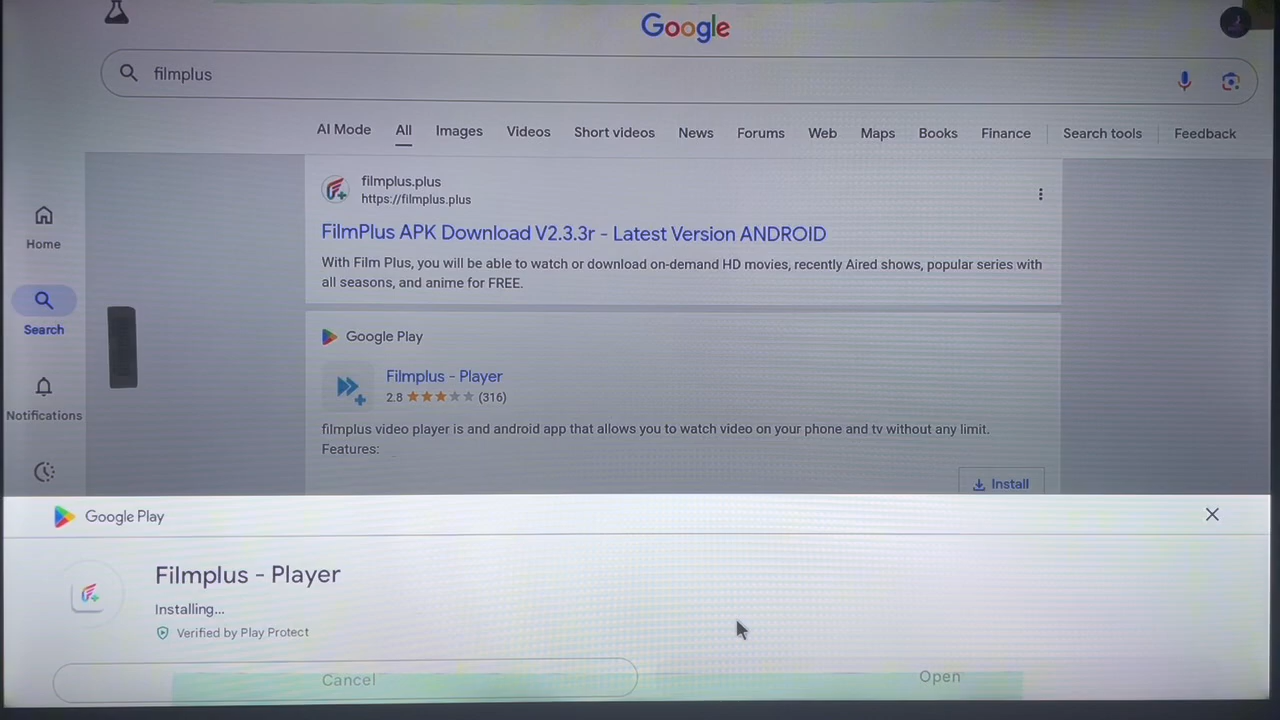 Google
filmplus
AI Mode All Images Videos Short videos News Forums Web Maps Books Finance Search tools Feedback
filmplus.plus
https://filmplus.plus
FilmPlus APK Download V2.3.3r - Latest Version ANDROID
With Film Plus, you will be able to watch or download on-demand HD movies, recently Aired shows, popular series with
all seasons, and anime for FREE.
Home
Search
Notifications
Google Play
Filmplus - Player
2.8 ★★★★★ (316)
filmplus video player is and android app that allows you to watch video on your phone and tv without any limit.
Features:
Install
Google Play
Filmplus - Player
Installing...
Verified by Play Protect
Cancel Open